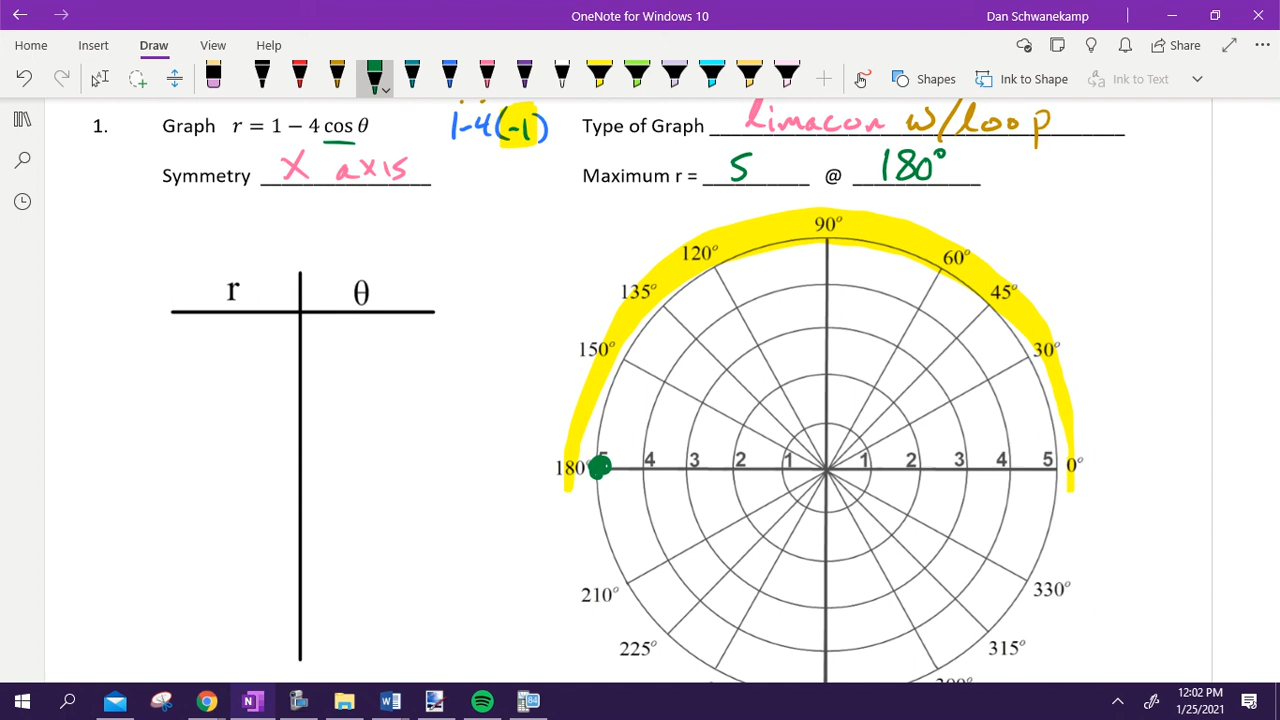 OneNote for Windows 10
Dan Schwanekamp
Home Insert Draw View Help
Share
Shapes Ink to Shape Ink to Text
1. Graph r = 1 − 4 cos θ
1-4(-1)
Type of Graph limacon w/loop
Symmetry X axis
Maximum r = 5 @ 180°
r θ
90°
120° 60°
135° 45°
150° 30°
180° 5 4 3 2 1 1 2 3 4 5 0°
210° 330°
225° 315°
12:02 PM
1/25/2021